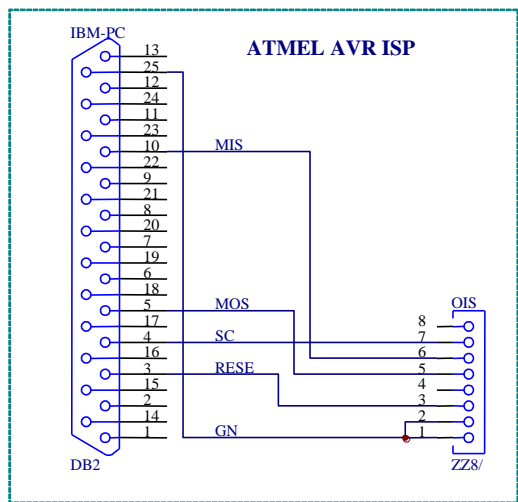 IBM-PC
ATMEL AVR ISP
13
25
12
24
11
23
10 MIS
22
9
21
8
20
7
19
6
18
5 MOS
17
4 SC
16
3 RESE
15
2
14
1 GN
DB2
OIS
8
7
6
5
4
3
2
1
ZZ8/